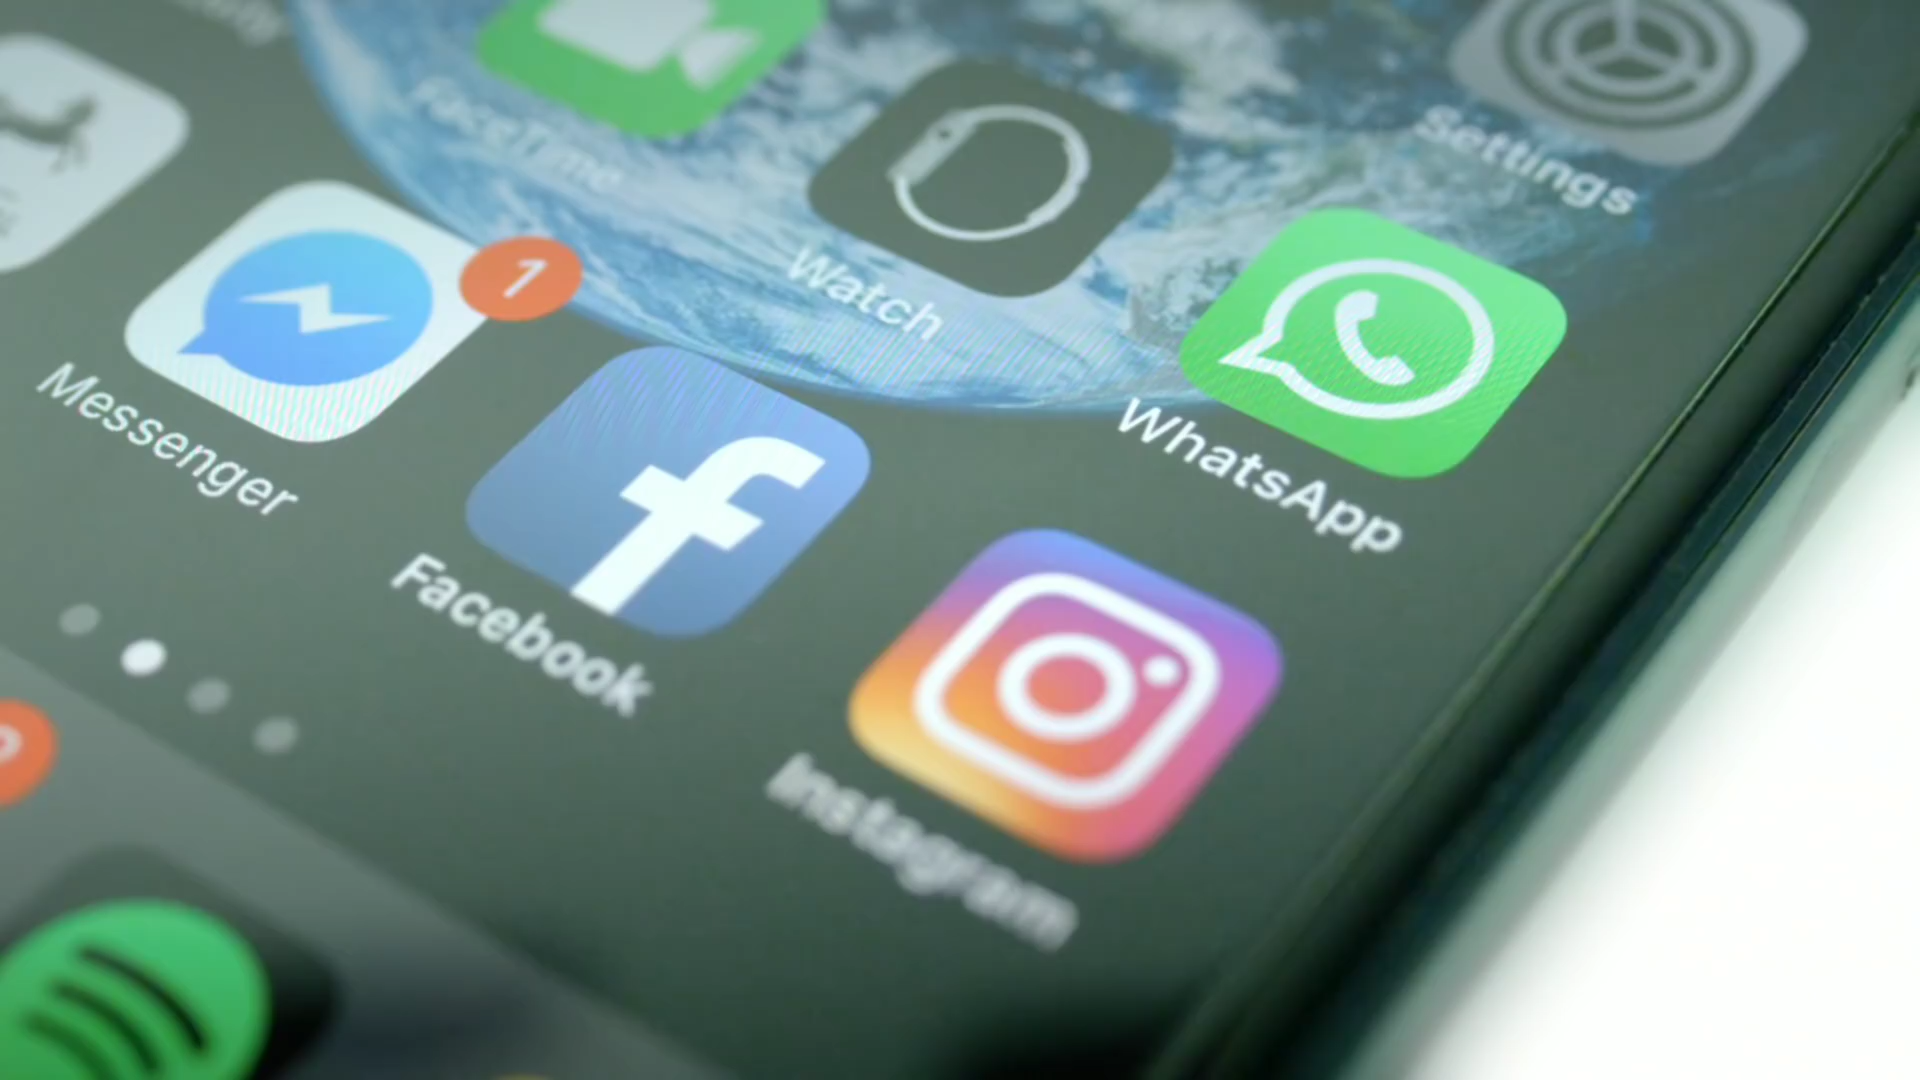 FaceTime
Watch
Settings
Messenger
1
Facebook
WhatsApp
Instagram